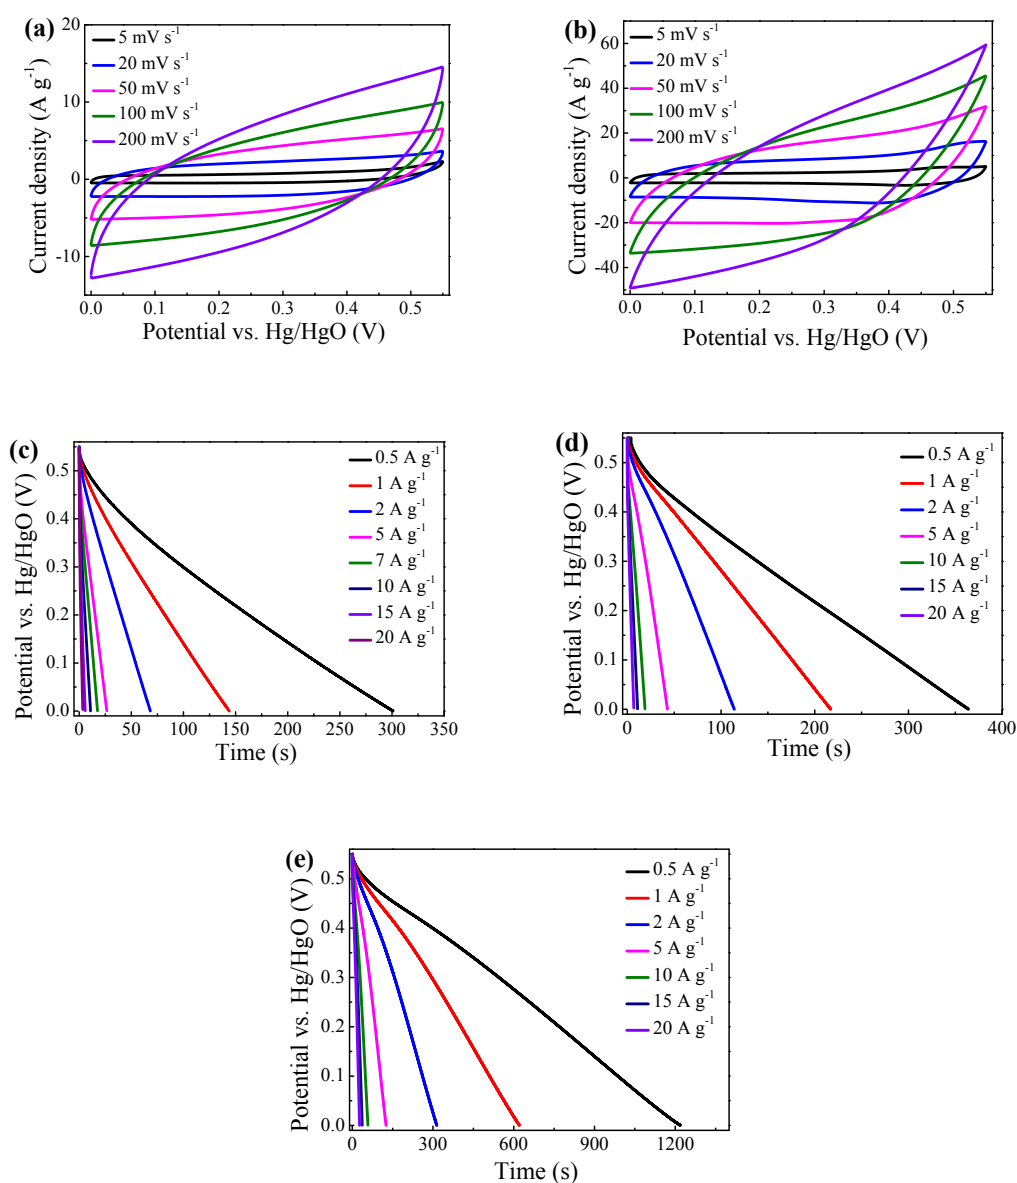 (a)
5 mV s-1
20 mV s-1
50 mV s-1
100 mV s-1
200 mV s-1
20
10
0
-10
Current density (A g-1)
0.0 0.1 0.2 0.3 0.4 0.5
Potential vs. Hg/HgO (V)
(b)
5 mV s-1
20 mV s-1
50 mV s-1
100 mV s-1
200 mV s-1
60
40
20
0
-20
-40
Current density (A g-1)
0.0 0.1 0.2 0.3 0.4 0.5
Potential vs. Hg/HgO (V)
(c)
0.5 A g-1
1 A g-1
2 A g-1
5 A g-1
7 A g-1
10 A g-1
15 A g-1
20 A g-1
0.5
0.4
0.3
0.2
0.1
0.0
Potential vs. Hg/HgO (V)
0 50 100 150 200 250 300 350
Time (s)
(d)
0.5 A g-1
1 A g-1
2 A g-1
5 A g-1
10 A g-1
15 A g-1
20 A g-1
0.5
0.4
0.3
0.2
0.1
0.0
Potential vs. Hg/HgO (V)
0 100 200 300 400
Time (s)
(e)
0.5 A g-1
1 A g-1
2 A g-1
5 A g-1
10 A g-1
15 A g-1
20 A g-1
0.5
0.4
0.3
0.2
0.1
0.0
Potential vs. Hg/HgO (V)
0 300 600 900 1200
Time (s)